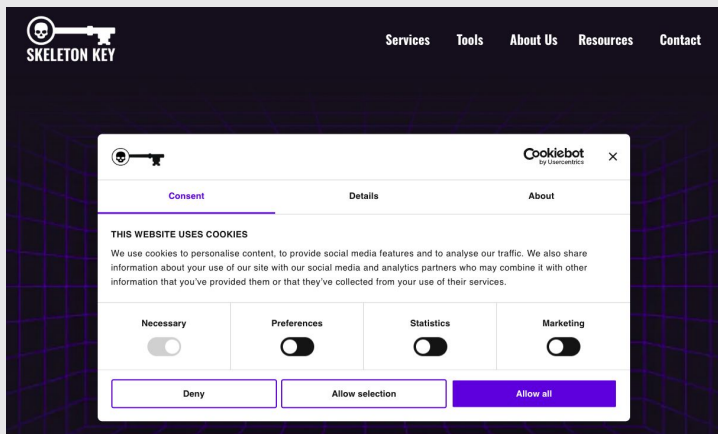 SKELETON KEY
Services Tools About Us Resources Contact
Cookiebot
by Usercentrics
Consent Details About
THIS WEBSITE USES COOKIES
We use cookies to personalise content, to provide social media features and to analyse our traffic. We also share
information about your use of our site with our social media and analytics partners who may combine it with other
information that you've provided them or that they've collected from your use of their services.
Necessary Preferences Statistics Marketing
Deny Allow selection Allow all